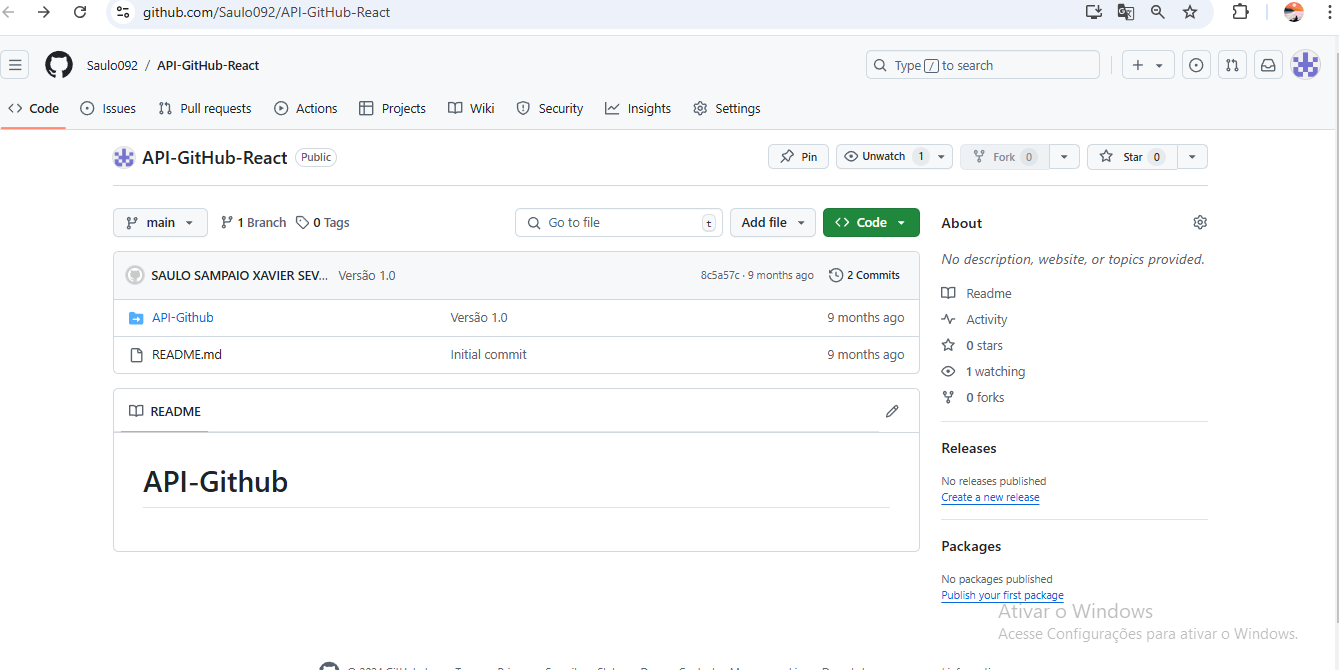 github.com/Saulo092/API-GitHub-React
Saulo092 / API-GitHub-React
Type / to search
Code Issues Pull requests Actions Projects Wiki Security Insights Settings
API-GitHub-React Public
Pin Unwatch 1 Fork 0 Star 0
main 1 Branch 0 Tags
Go to file t Add file Code
SAULO SAMPAIO XAVIER SEV... Versão 1.0 8c5a57c · 9 months ago 2 Commits
API-Github Versão 1.0 9 months ago
README.md Initial commit 9 months ago
README
API-Github
About
No description, website, or topics provided.
Readme
Activity
0 stars
1 watching
0 forks
Releases
No releases published
Create a new release
Packages
No packages published
Publish your first package
Ativar o Windows
Acesse Configurações para ativar o Windows.